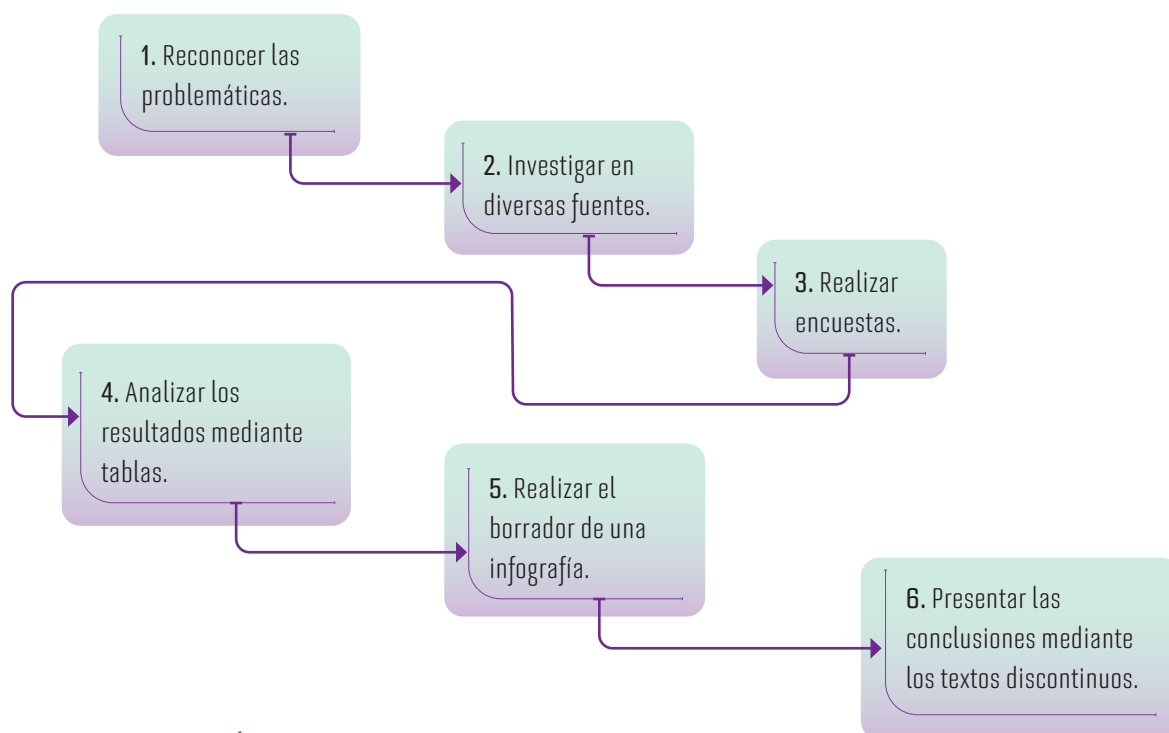 1. Reconocer las
problemáticas.
2. Investigar en
diversas fuentes.
3. Realizar
encuestas.
4. Analizar los
resultados mediante
tablas.
5. Realizar el
borrador de una
infografía.
6. Presentar las
conclusiones mediante
los textos discontinuos.